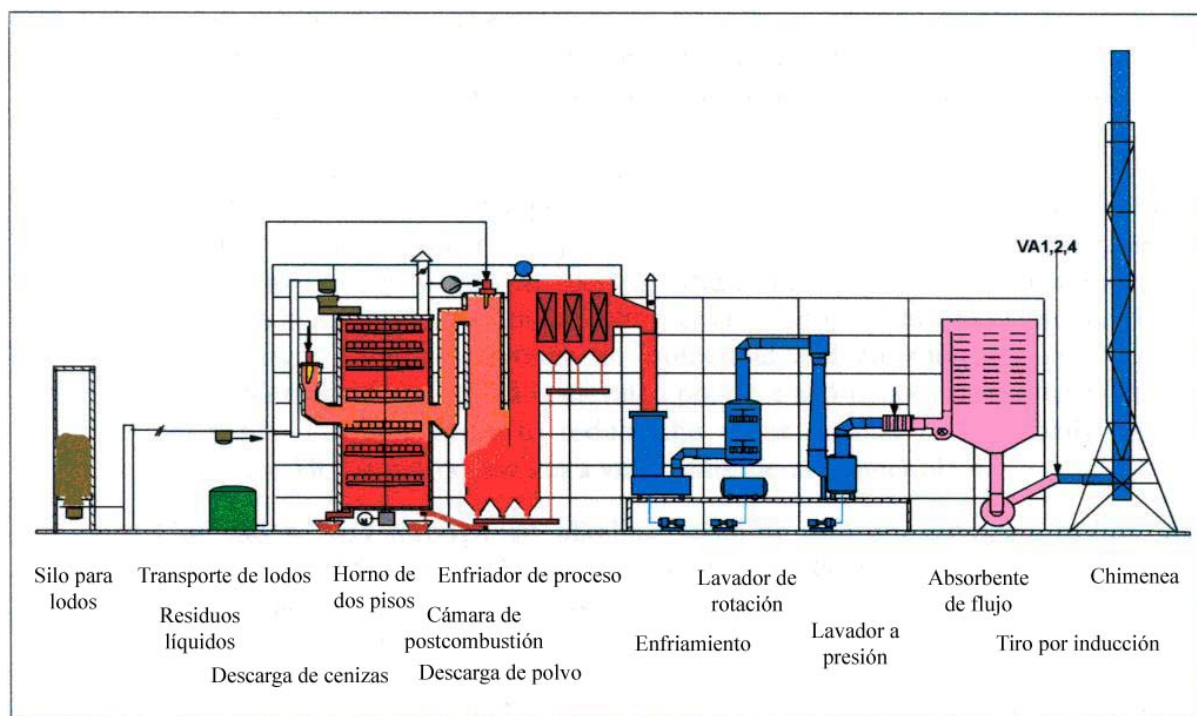 VA1,2,4
M
Silo para
lodos
Transporte de lodos
Residuos
líquidos
Descarga de cenizas
Horno de
dos pisos
Enfriador de proceso
Cámara de
postcombustión
Descarga de polvo
Lavador de
rotación
Enfriamiento
Lavador a
presión
Absorbente
de flujo
Tiro por inducción
Chimenea